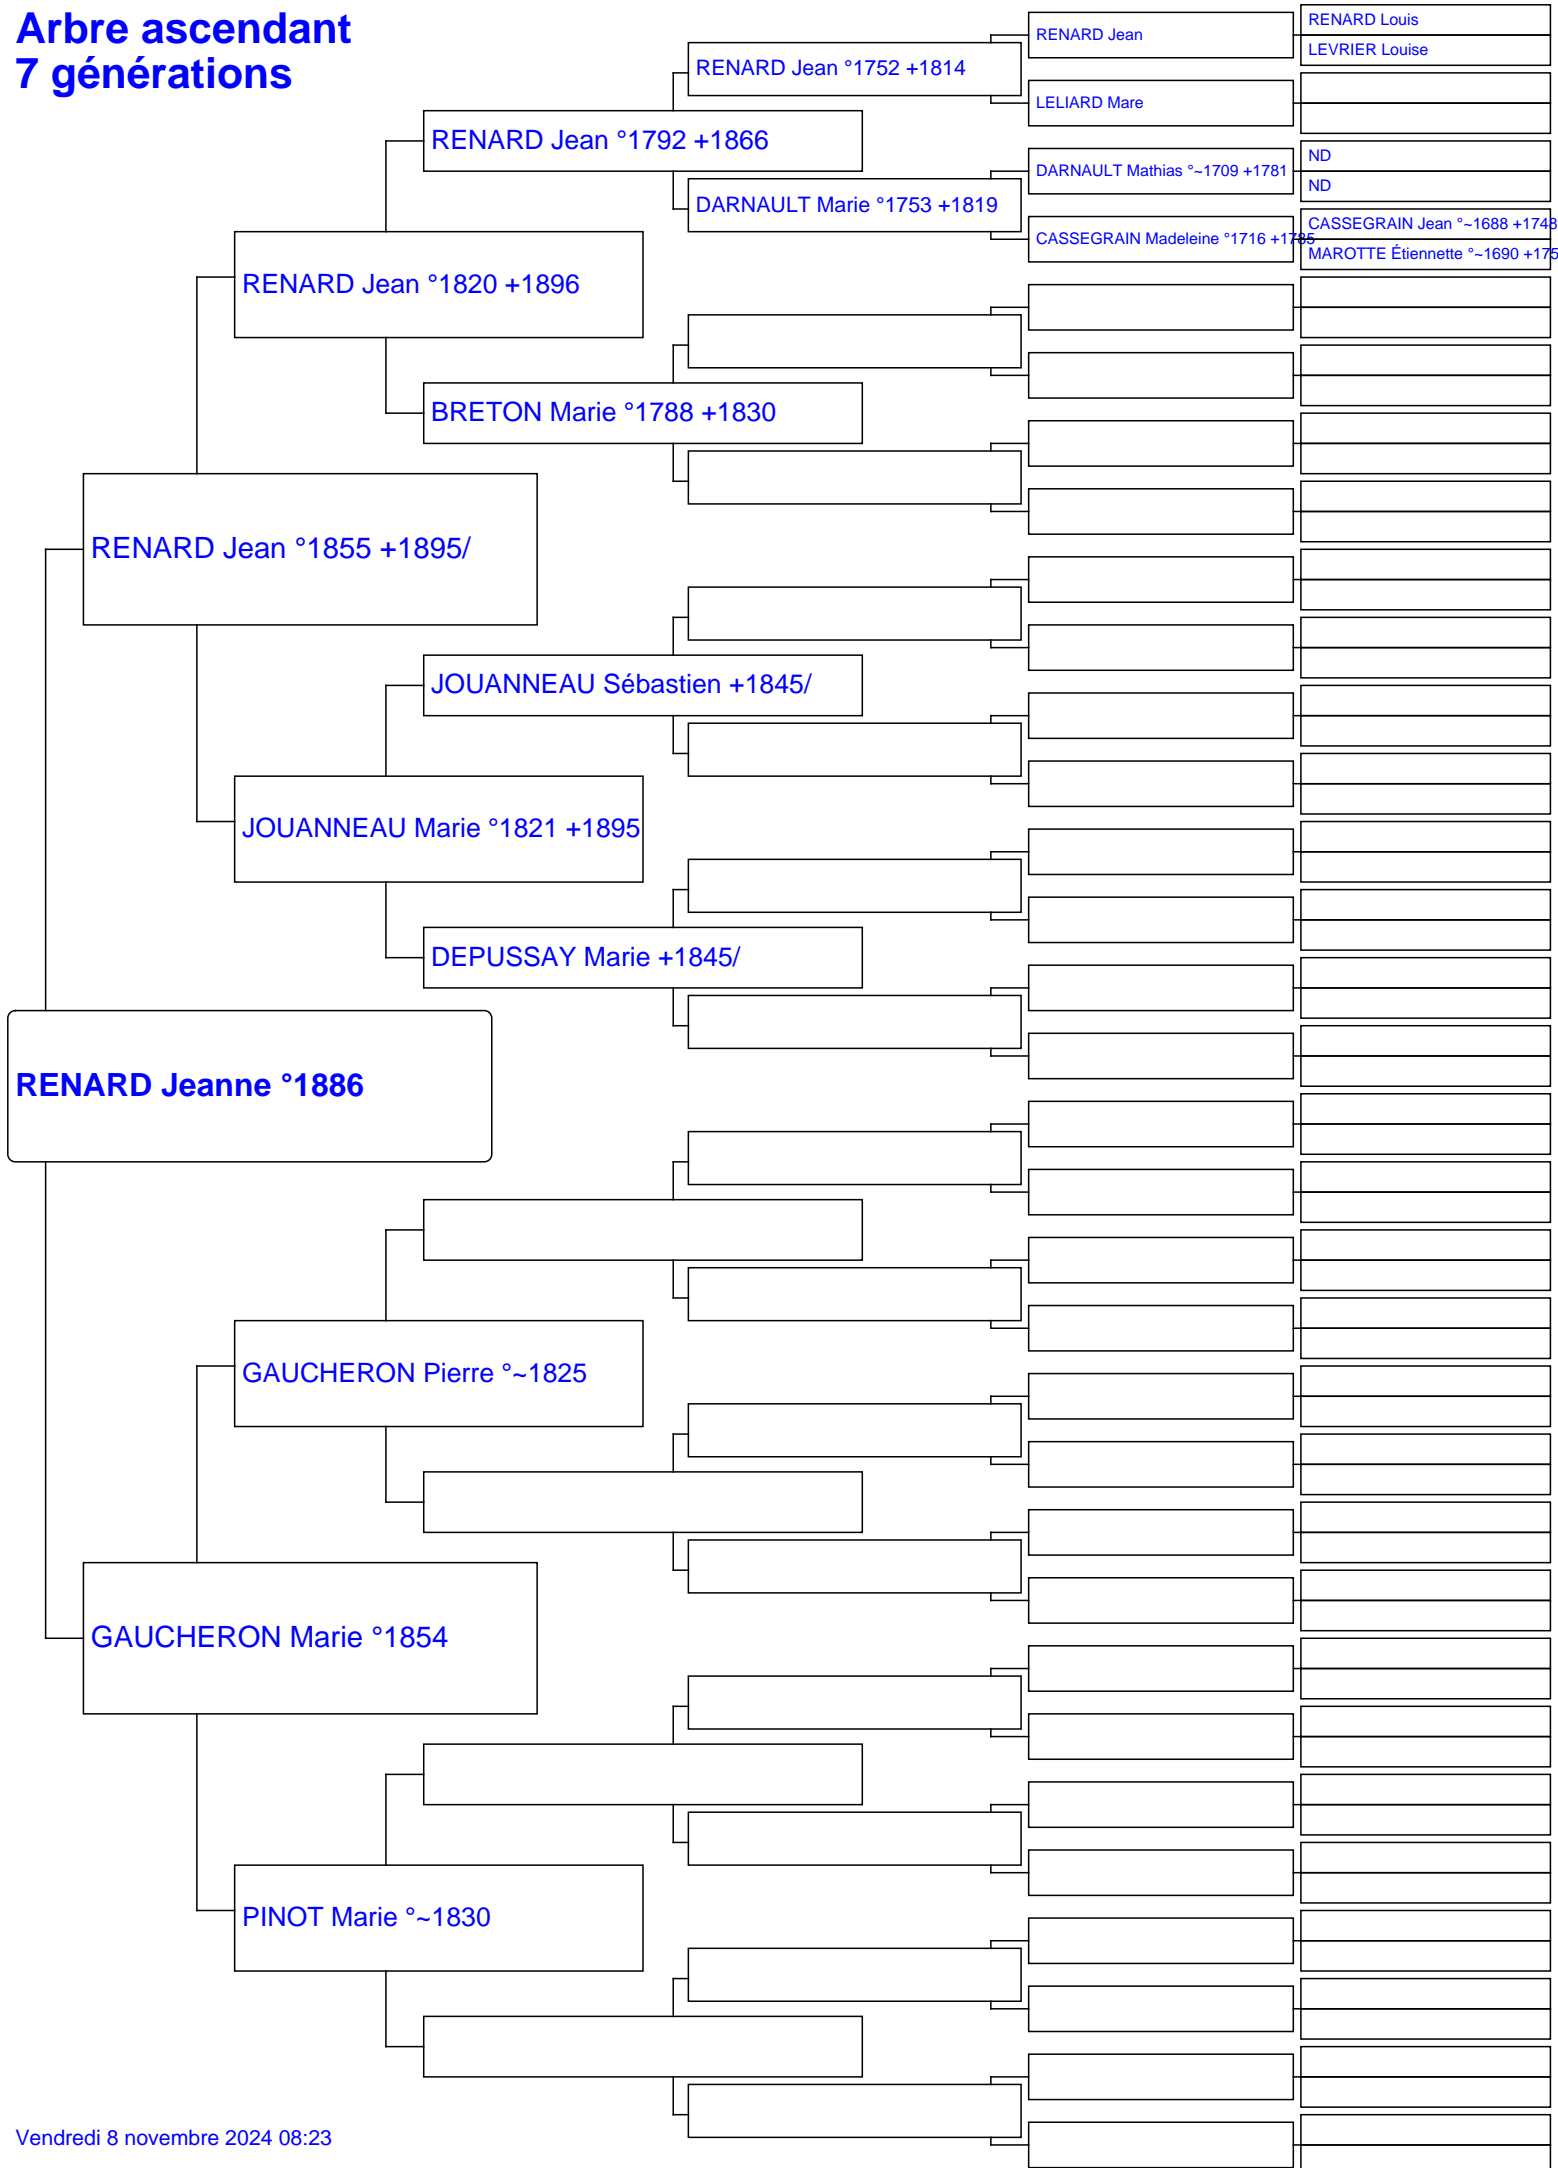 Arbre ascendant
7 générations
RENARD Jean
RENARD Louis
LEVRIER Louise
RENARD Jean °1752 +1814
LELIARD Mare
RENARD Jean °1792 +1866
DARNAULT Mathias °~1709 +1781
ND
ND
DARNAULT Marie °1753 +1819
CASSEGRAIN Madeleine °1716 +1785
CASSEGRAIN Jean °~1688 +1748
MAROTTE Étiennette °~1690 +175
RENARD Jean °1820 +1896
BRETON Marie °1788 +1830
RENARD Jean °1855 +1895/
JOUANNEAU Sébastien +1845/
JOUANNEAU Marie °1821 +1895
DEPUSSAY Marie +1845/
RENARD Jeanne °1886
GAUCHERON Pierre °~1825
GAUCHERON Marie °1854
PINOT Marie °~1830
Vendredi 8 novembre 2024 08:23